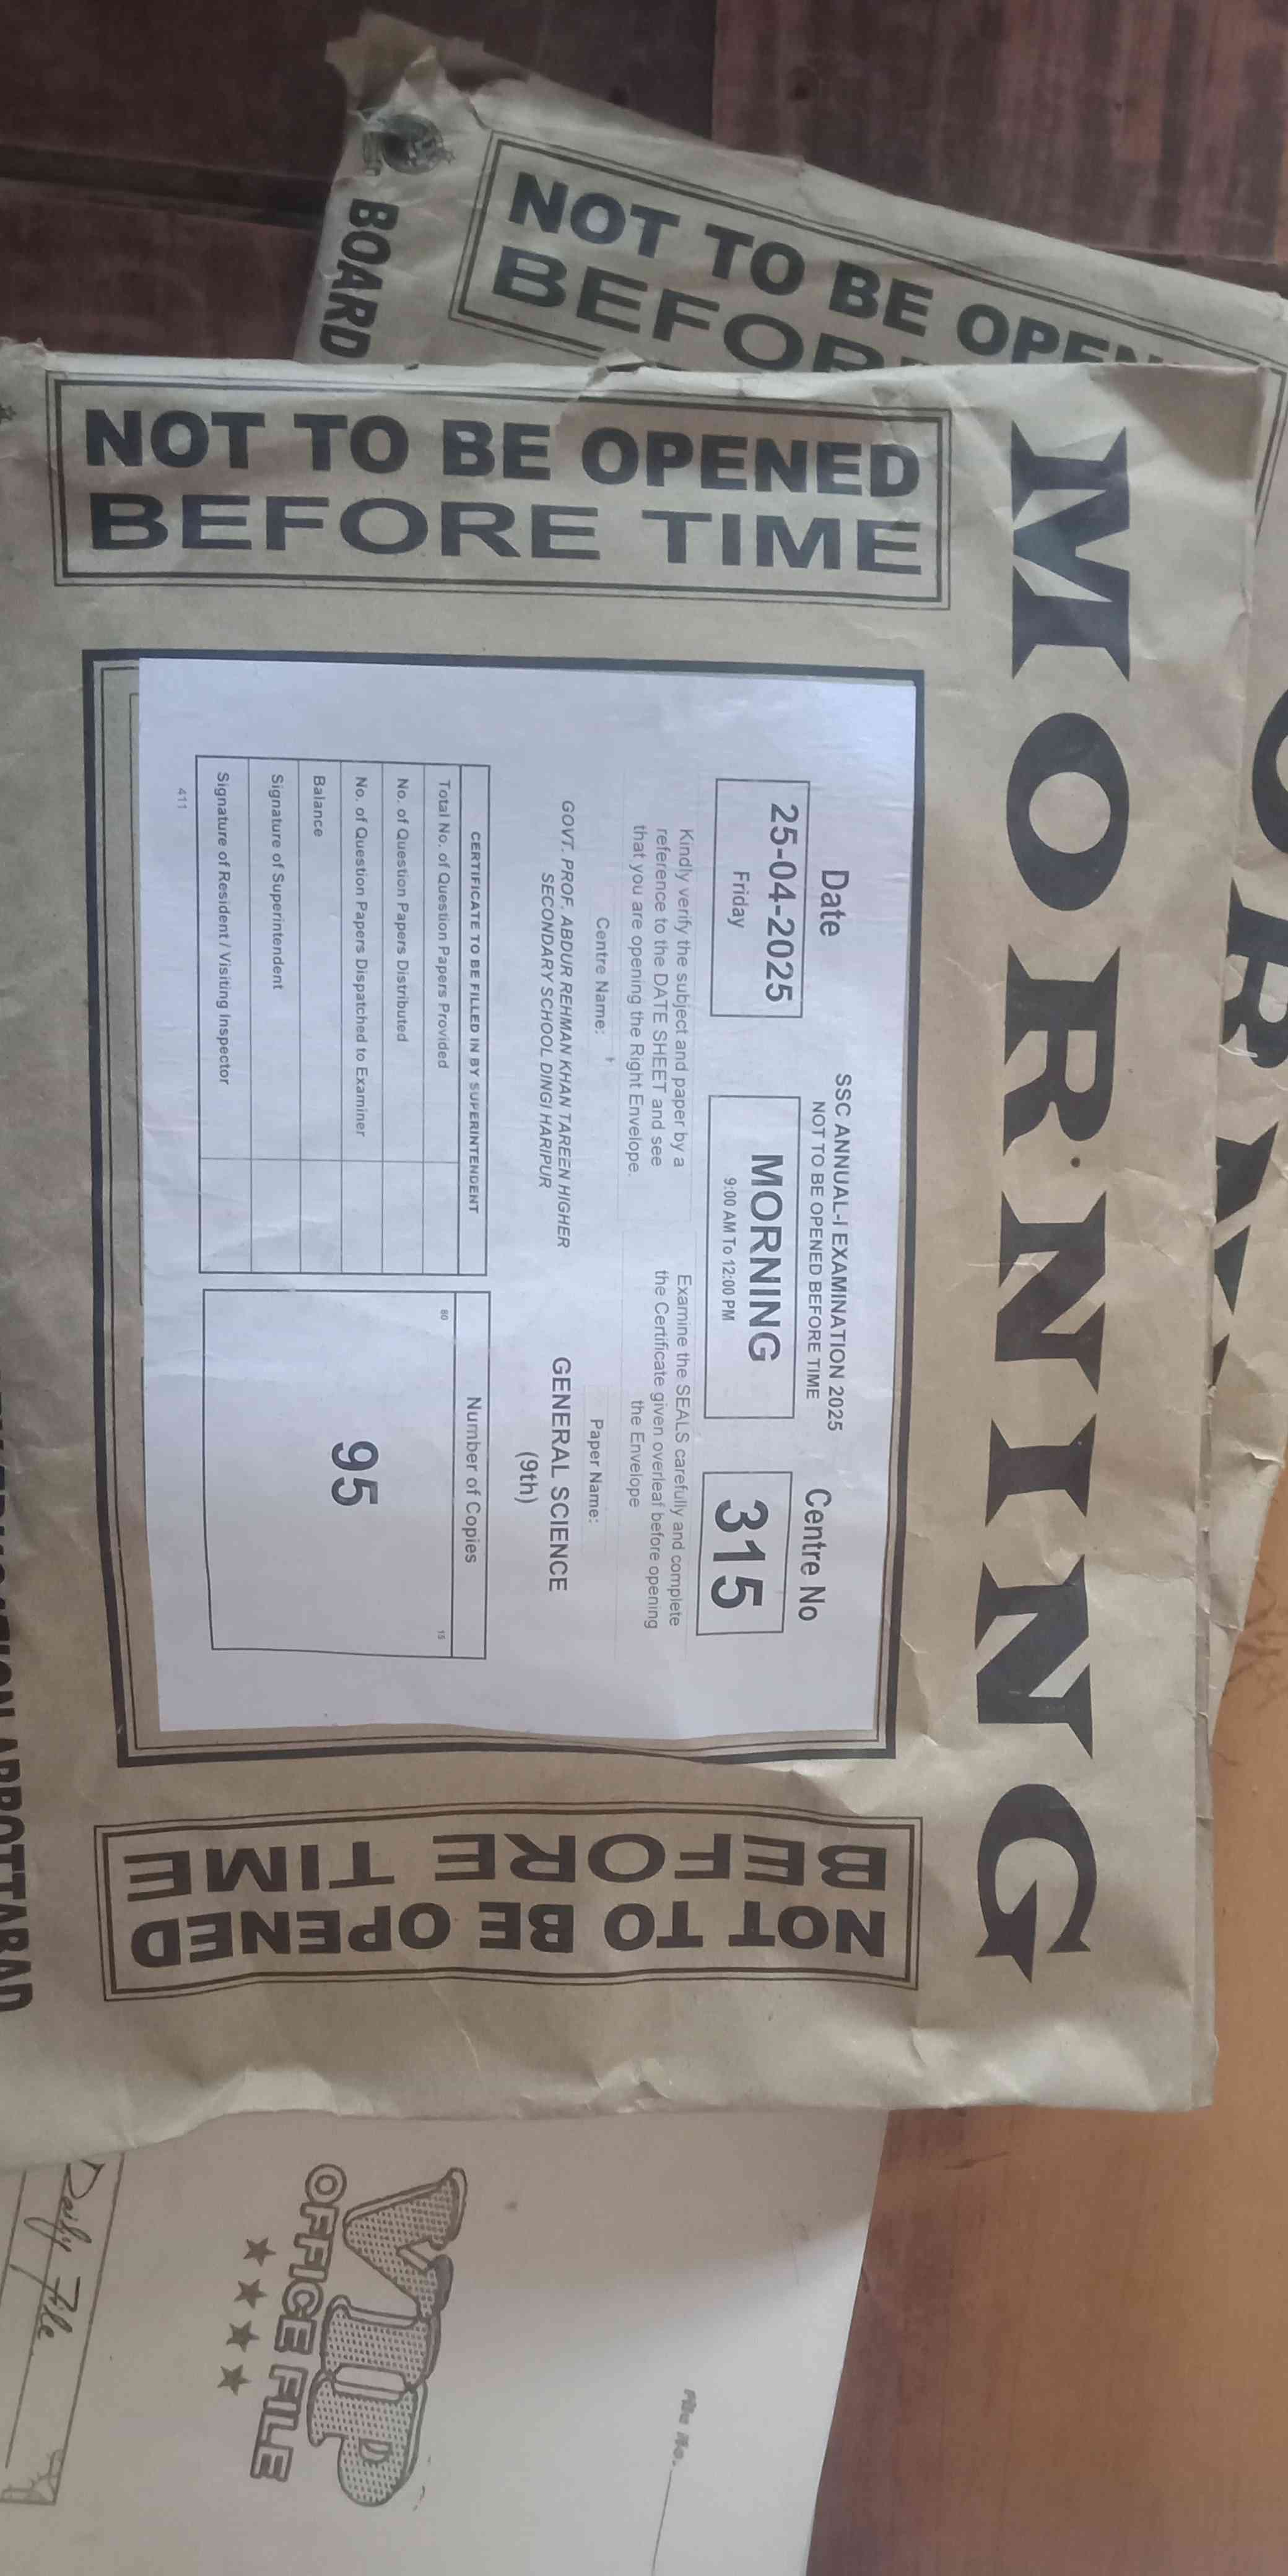 BOARD
NOT TO BE OPEN
BEFOR
MORNING
NOT TO BE OPENED
BEFORE TIME
SSC ANNUAL-I EXAMINATION 2025
NOT TO BE OPENED BEFORE TIME
Date
25-04-2025
Friday
MORNING
9:00 AM To 12:00 PM
Centre No
315
Kindly verify the subject and paper by a
reference to the DATE SHEET and see
that you are opening the Right Envelope.
Examine the SEALS carefully and complete
the Certificate given overleaf before opening
the Envelope
Centre Name:
GOVT. PROF. ABDUR REHMAN KHAN TAREEN HIGHER
SECONDARY SCHOOL DINGI HARIPUR
Paper Name:
GENERAL SCIENCE
(9th)
CERTIFICATE TO BE FILLED IN BY SUPERINTENDENT
Total No. of Question Papers Provided
No. of Question Papers Distributed
No. of Question Papers Dispatched to Examiner
Balance
Signature of Superintendent
Signature of Resident / Visiting Inspector
411
Number of Copies
80
15
95
NOT TO BE OPENED
BEFORE TIME
ABBOTTABAD
VIP
OFFICE FILE
File No.
Daily File